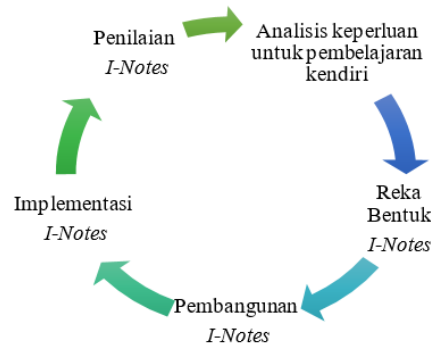 Penilaian
I-Notes
Analisis keperluan
untuk pembelajaran
kendiri
Reka
Bentuk
I-Notes
Pembangunan
I-Notes
Implementasi
I-Notes